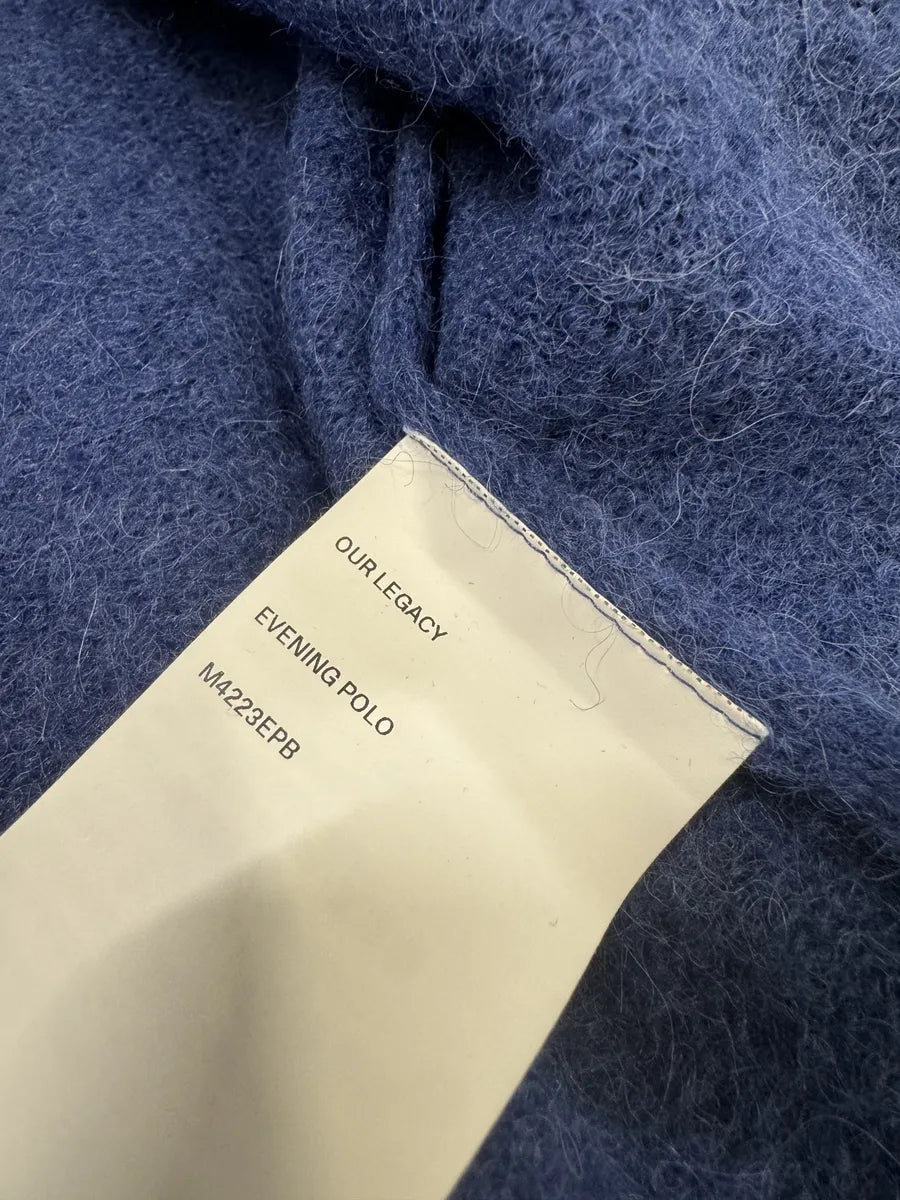 OUR LEGACY
EVENING POLO
M4223EPB